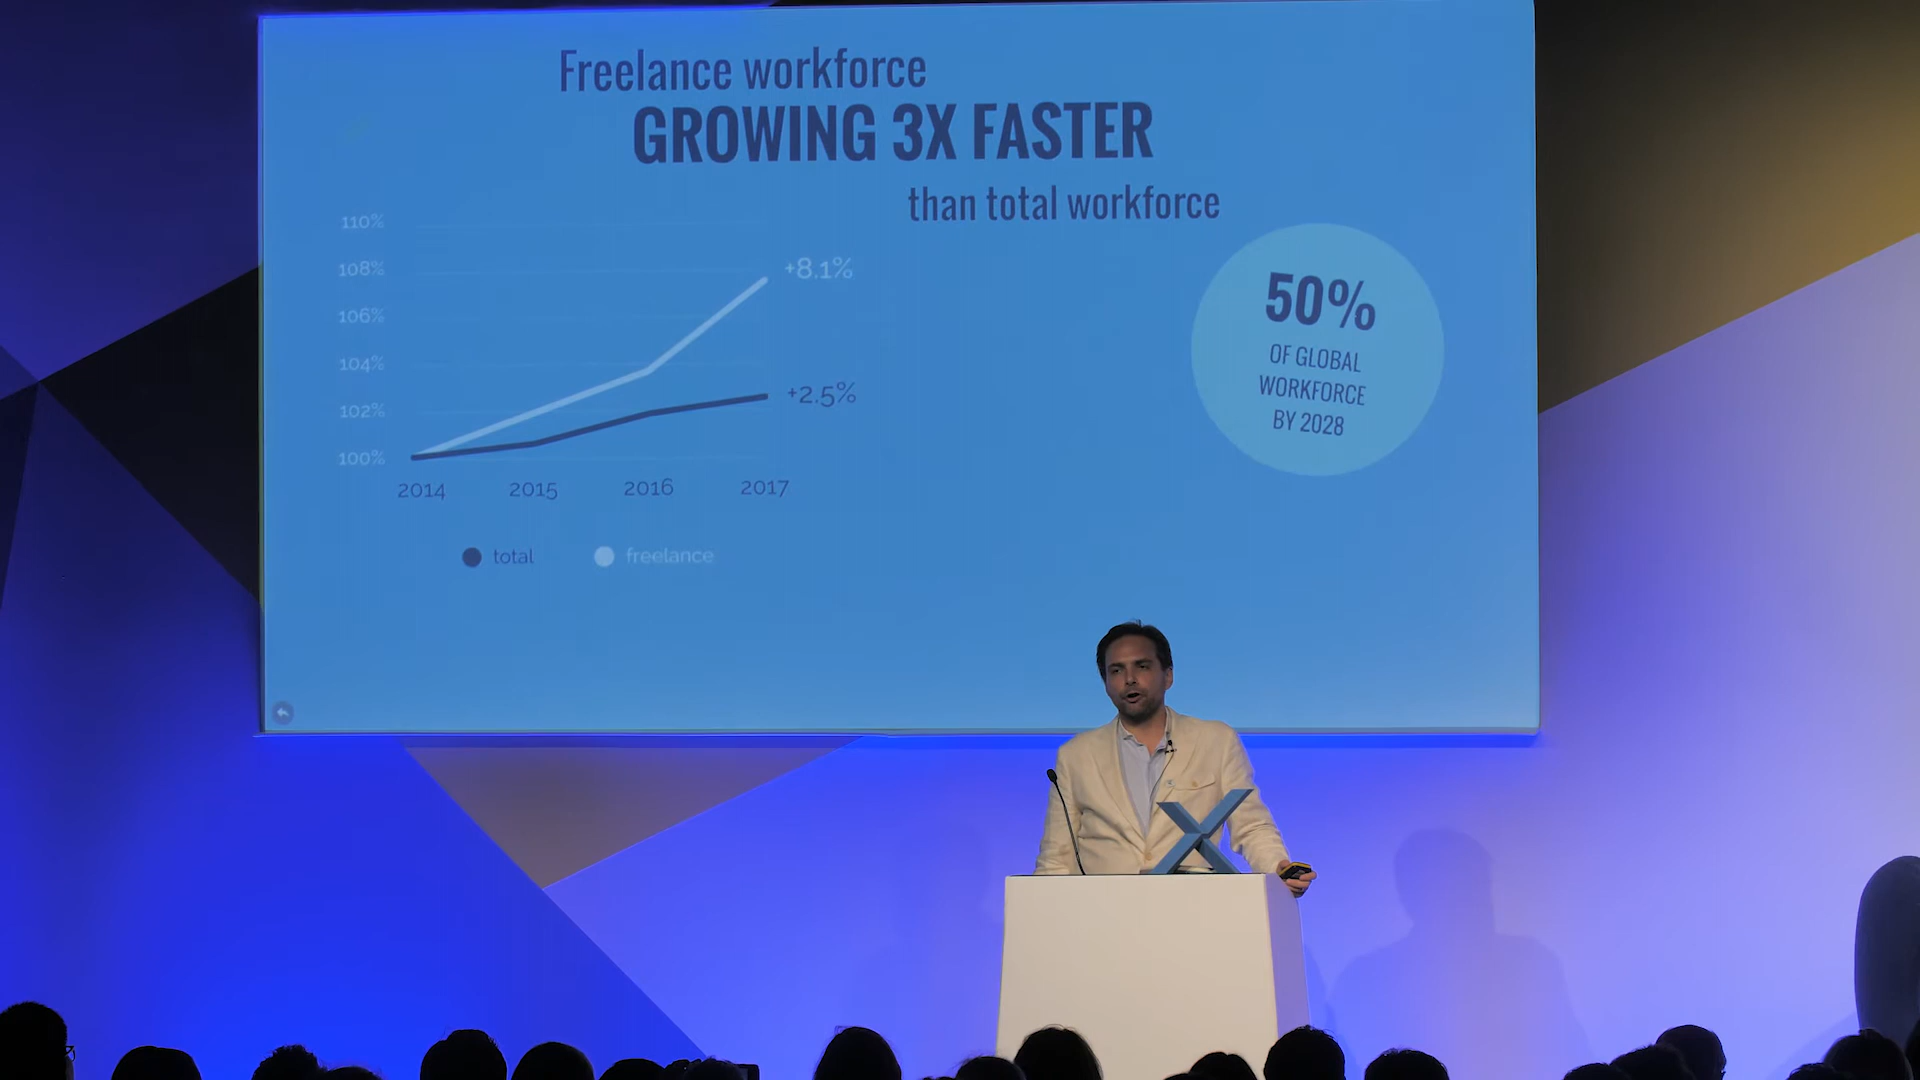 Freelance workforce
GROWING 3X FASTER
than total workforce
110%
108%
106%
104%
102%
100%
+8.1%
+2.5%
2014 2015 2016 2017
total freelance
50%
OF GLOBAL
WORKFORCE
BY 2028
X